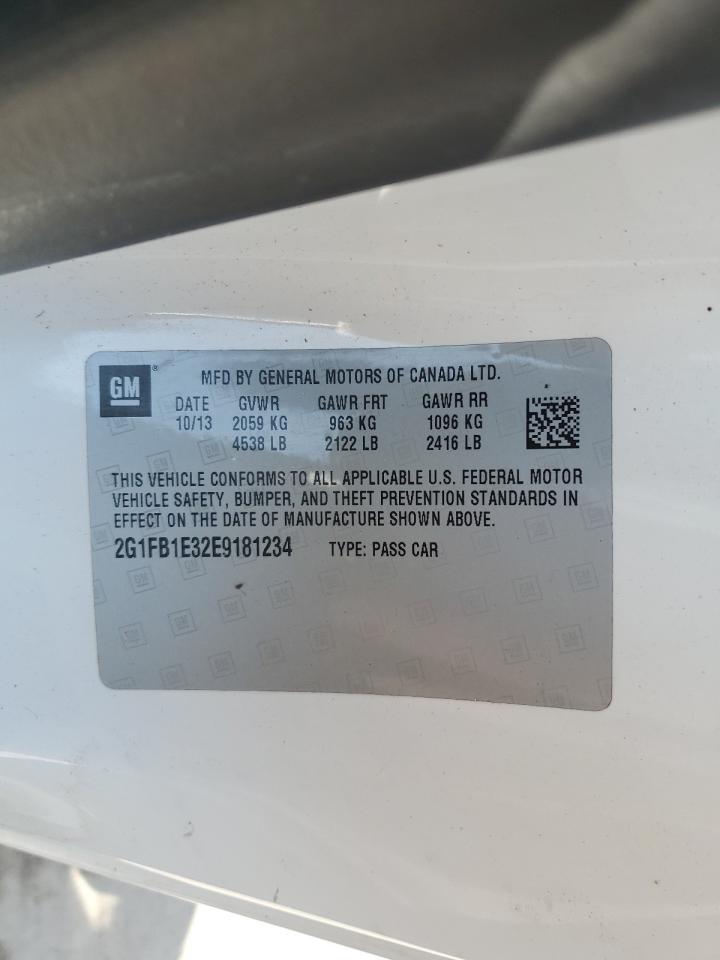 GM ® MFD BY GENERAL MOTORS OF CANADA LTD.
DATE GVWR GAWR FRT GAWR RR
10/13 2059 KG 963 KG 1096 KG
4538 LB 2122 LB 2416 LB
THIS VEHICLE CONFORMS TO ALL APPLICABLE U.S. FEDERAL MOTOR
VEHICLE SAFETY, BUMPER, AND THEFT PREVENTION STANDARDS IN
EFFECT ON THE DATE OF MANUFACTURE SHOWN ABOVE.
2G1FB1E32E9181234 TYPE: PASS CAR